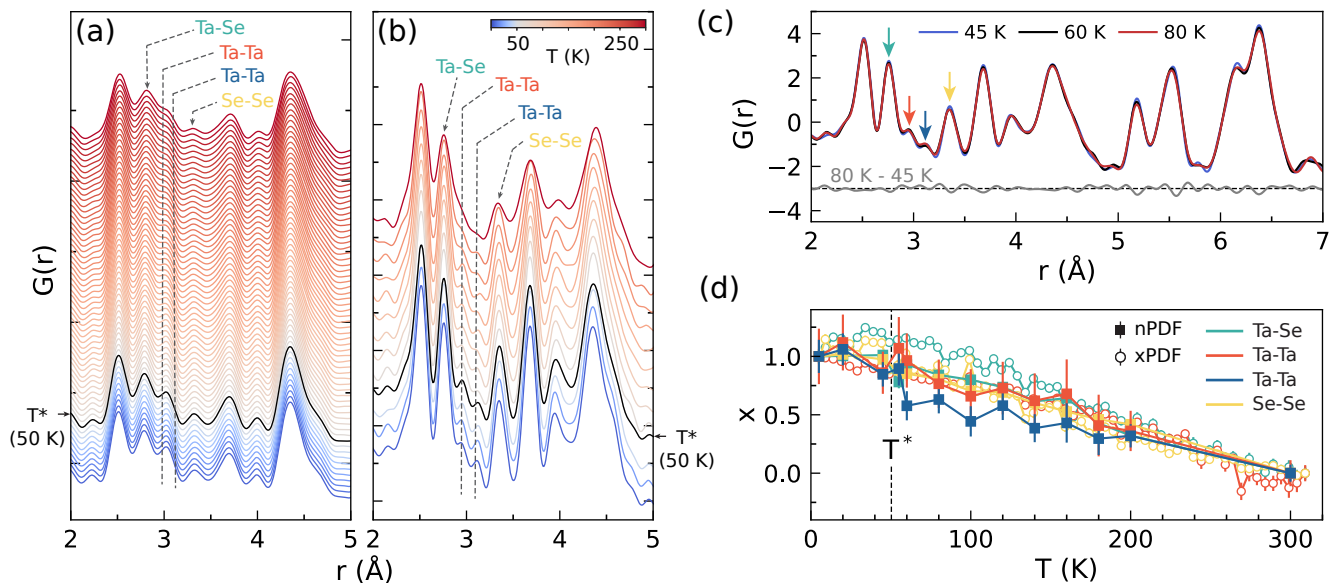 (a)
Ta-Se
Ta-Ta
Ta-Ta
Se-Se
G(r)
T*
(50 K)
2 3 4 5
r (Å)
(b)
50 250
T (K)
Ta-Se
Ta-Ta
Ta-Ta
Se-Se
T*
(50 K)
2 3 4 5
r (Å)
(c)
45 K 60 K 80 K
G(r)
4
2
0
−2
−4
80 K - 45 K
2 3 4 5 6 7
r (Å)
(d)
nPDF
xPDF
Ta-Se
Ta-Ta
Ta-Ta
Se-Se
x
1.0
0.5
0.0
T*
0 100 200 300
T (K)